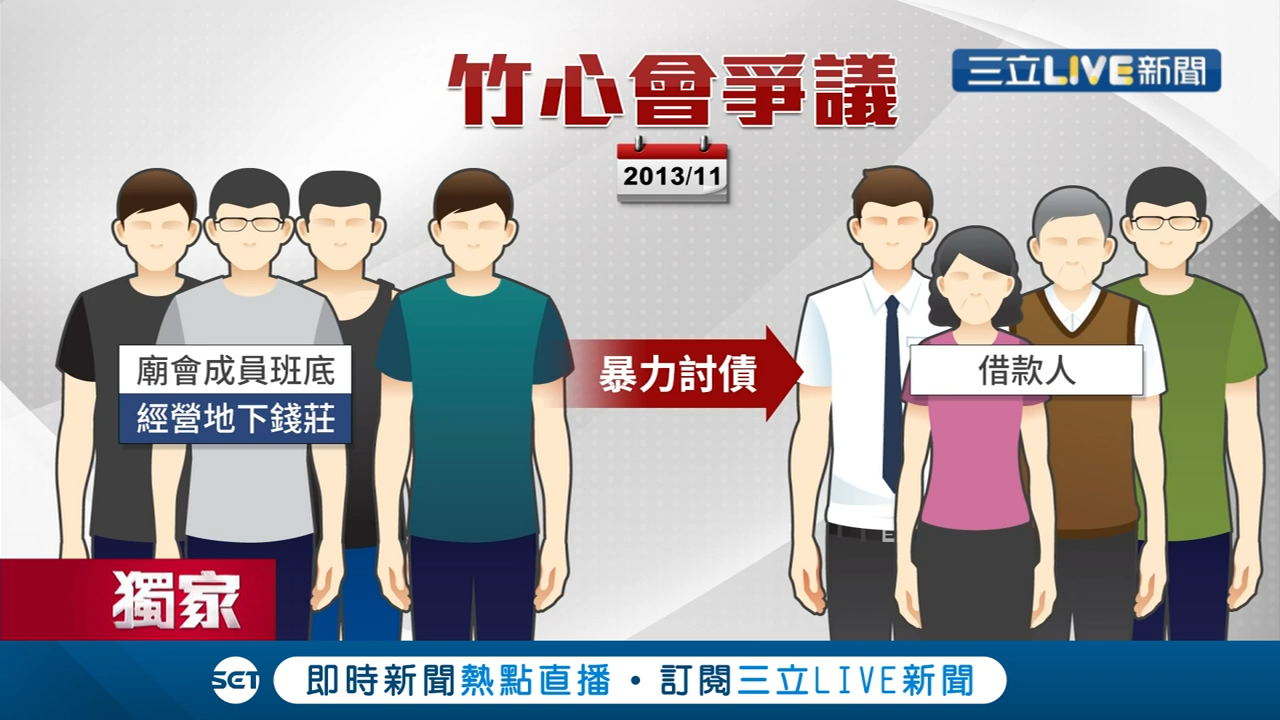 竹心會爭議
三立LIVE新聞
2013/11
廟會成員班底
經營地下錢莊
暴力討債
借款人
獨家
SET 即時新聞熱點直播・訂閱三立LIVE新聞